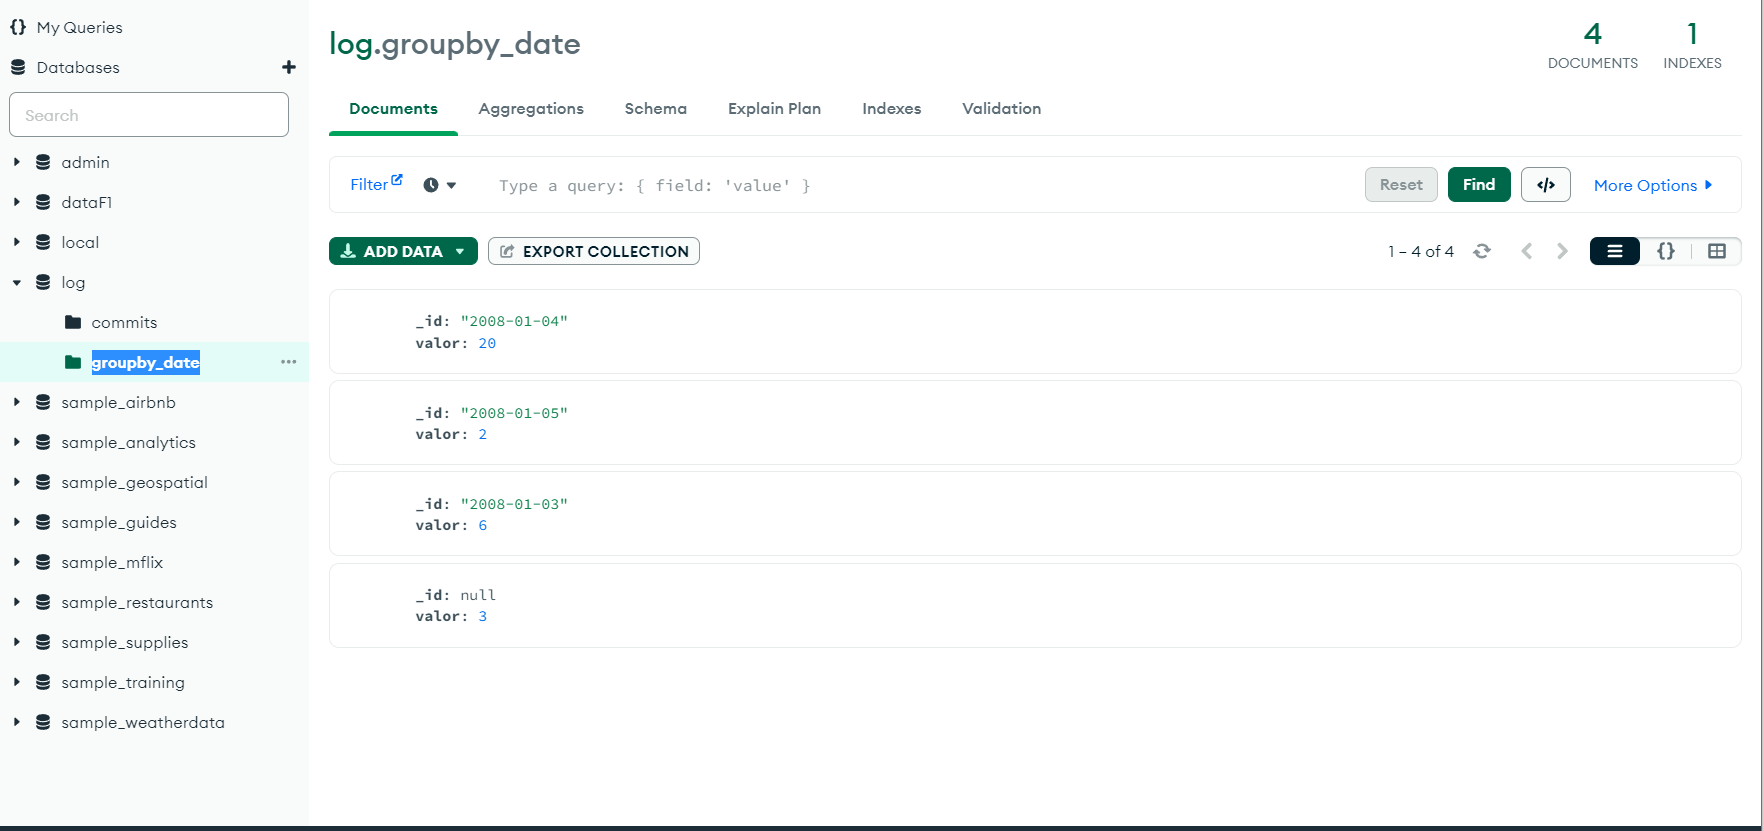 {} My Queries
Databases
Search
admin
dataF1
local
log
commits
groupby_date
sample_airbnb
sample_analytics
sample_geospatial
sample_guides
sample_mflix
sample_restaurants
sample_supplies
sample_training
sample_weatherdata
log.groupby_date
4
DOCUMENTS
1
INDEXES
Documents Aggregations Schema Explain Plan Indexes Validation
Filter Type a query: { field: 'value' } Reset Find </> More Options
ADD DATA EXPORT COLLECTION 1 – 4 of 4 {}
_id: "2008-01-04"
valor: 20
_id: "2008-01-05"
valor: 2
_id: "2008-01-03"
valor: 6
_id: null
valor: 3